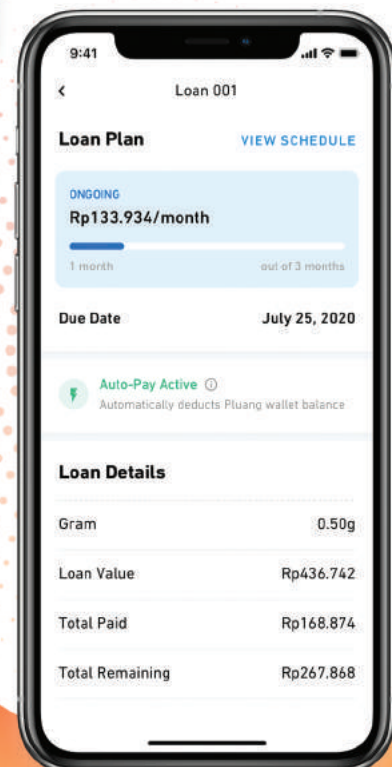 9:41
Loan 001
Loan Plan VIEW SCHEDULE
ONGOING
Rp133.934/month
1 month out of 3 months
Due Date July 25, 2020
Auto-Pay Active
Automatically deducts Pluang wallet balance
Loan Details
Gram 0.50g
Loan Value Rp436.742
Total Paid Rp168.874
Total Remaining Rp267.868